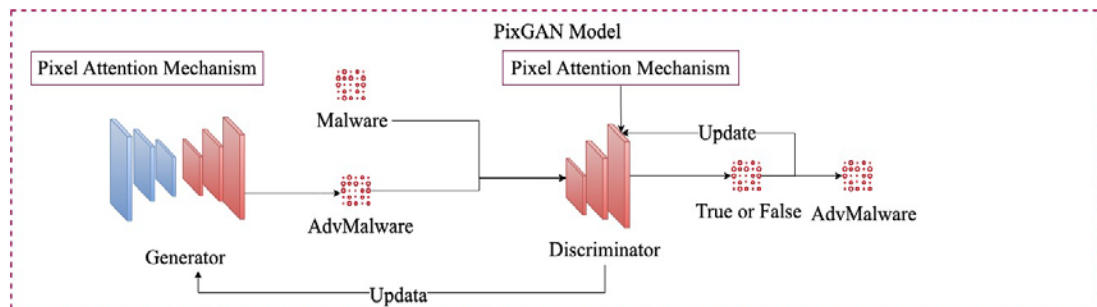 PixGAN Model
Pixel Attention Mechanism
Pixel Attention Mechanism
Malware
Update
AdvMalware
True or False
AdvMalware
Generator
Discriminator
Updata